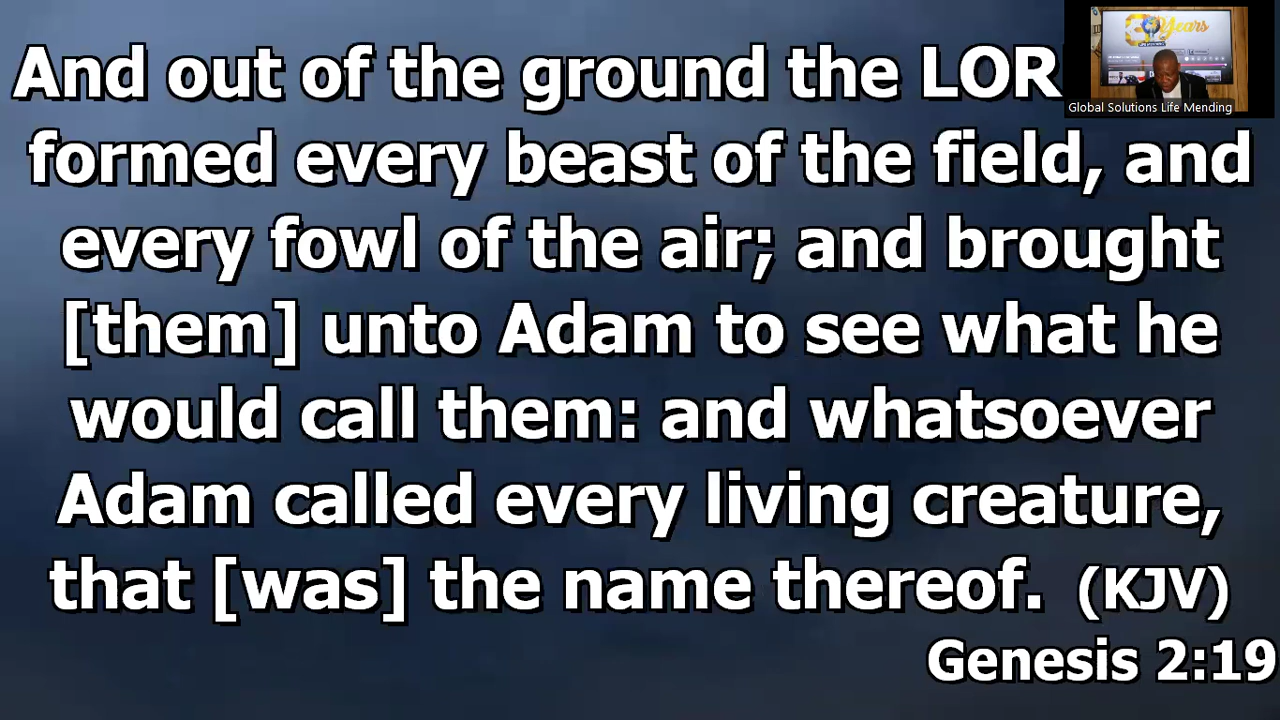 And out of the ground the LOR
formed every beast of the field, and
every fowl of the air; and brought
[them] unto Adam to see what he
would call them: and whatsoever
Adam called every living creature,
that [was] the name thereof. (KJV)
Genesis 2:19
Years
Global Solutions Life Mending